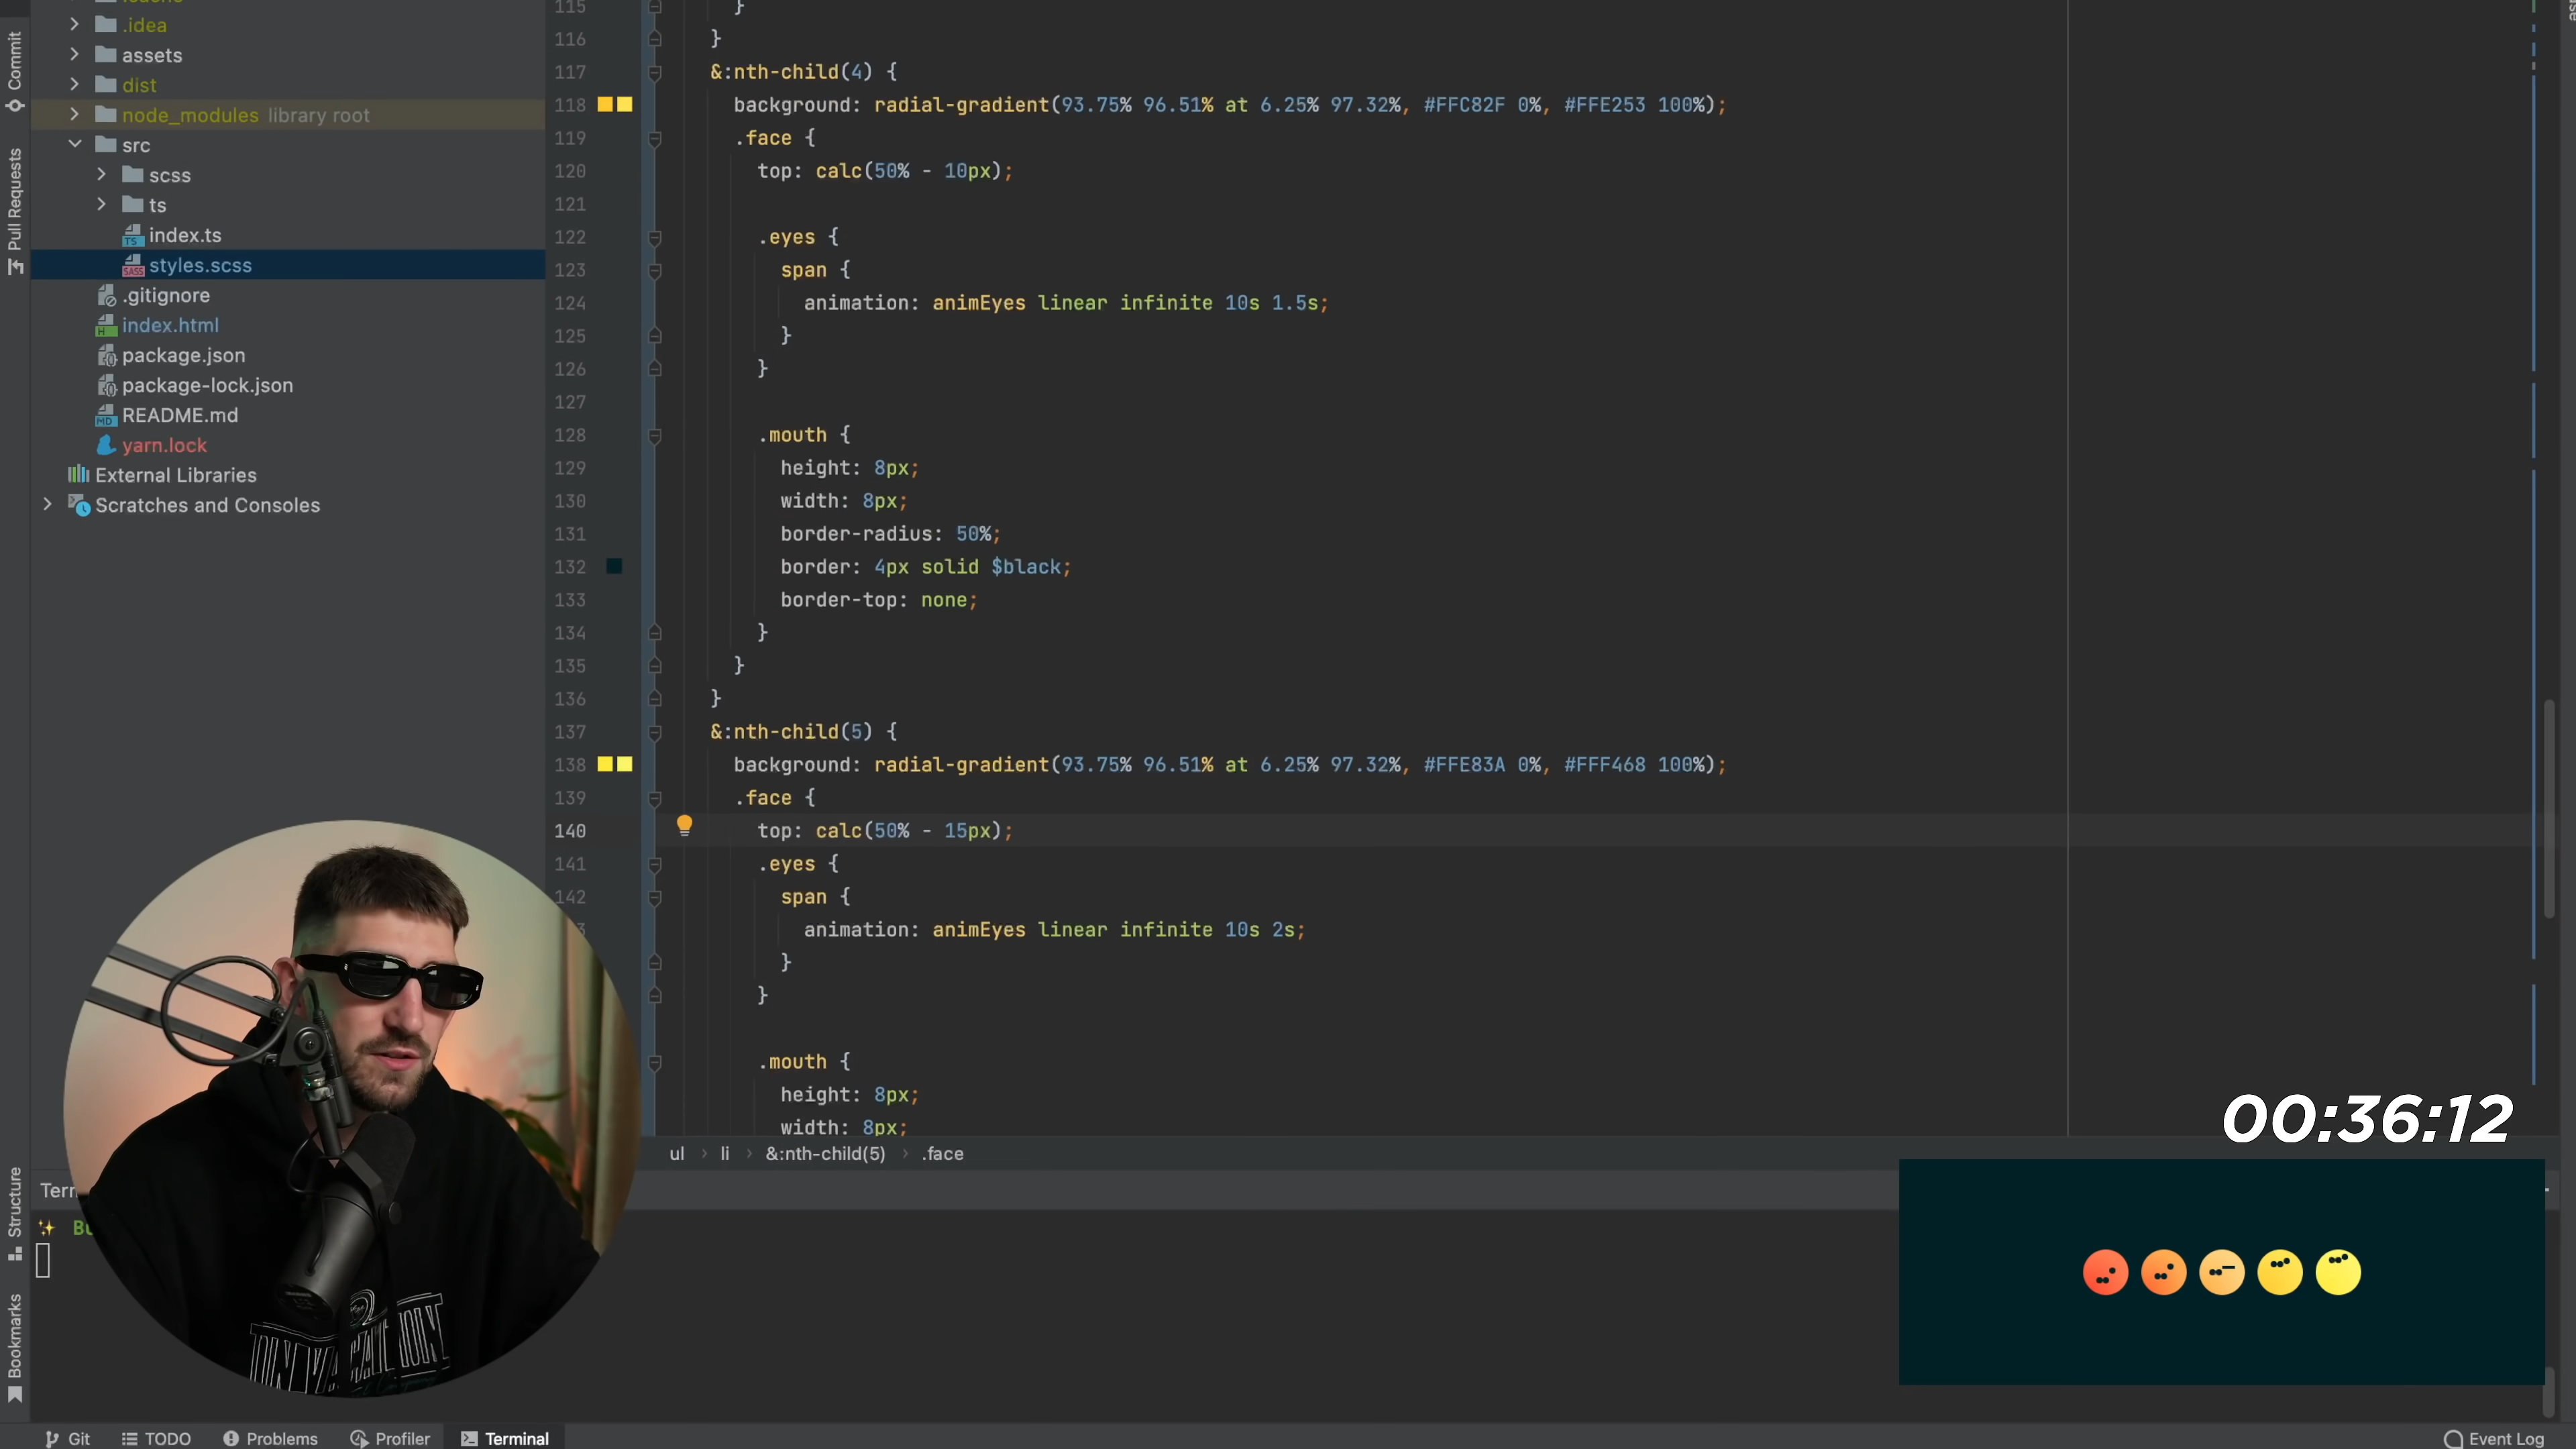 Commit
Pull Requests
.idea
assets
dist
node_modules library root
src
scss
ts
index.ts
styles.scss
.gitignore
index.html
package.json
package-lock.json
README.md
yarn.lock
External Libraries
Scratches and Consoles
115 }
116 }
117 &:nth-child(4) {
118 background: radial-gradient(93.75% 96.51% at 6.25% 97.32%, #FFC82F 0%, #FFE253 100%);
119 .face {
120 top: calc(50% - 10px);
121
122 .eyes {
123 span {
124 animation: animEyes linear infinite 10s 1.5s;
125 }
126 }
127
128 .mouth {
129 height: 8px;
130 width: 8px;
131 border-radius: 50%;
132 border: 4px solid $black;
133 border-top: none;
134 }
135 }
136 }
137 &:nth-child(5) {
138 background: radial-gradient(93.75% 96.51% at 6.25% 97.32%, #FFE83A 0%, #FFF468 100%);
139 .face {
140 top: calc(50% - 15px);
141 .eyes {
142 span {
3 animation: animEyes linear infinite 10s 2s;
}
}
.mouth {
height: 8px;
width: 8px;
ul > li > &:nth-child(5) > .face
00:36:12
Structure
Bookmarks
Git
TODO
Problems
Profiler
Terminal
Event Log